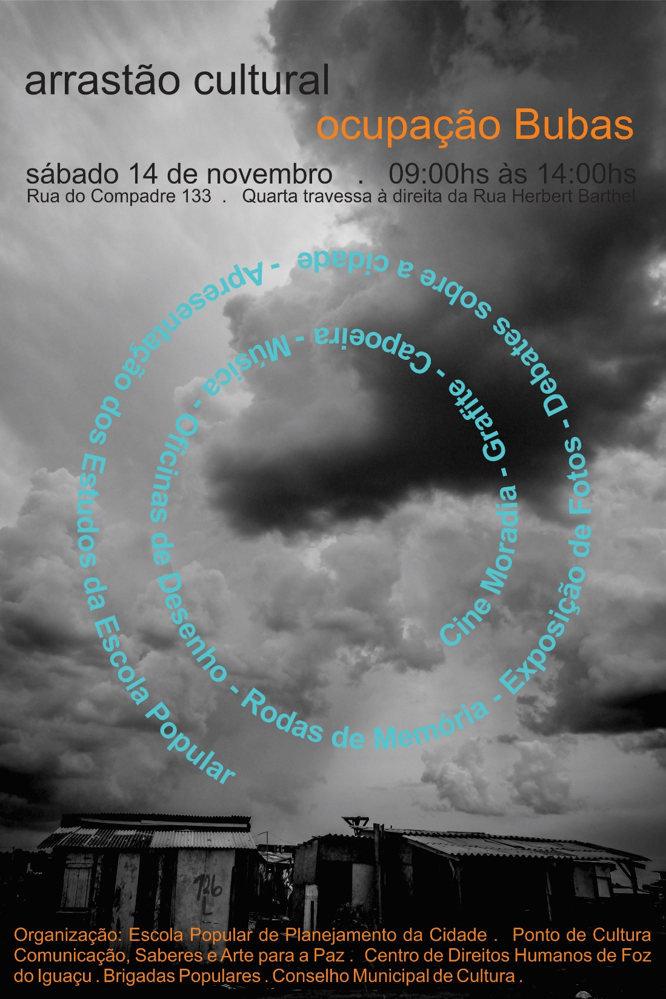 arrastão cultural
ocupação Bubas
sábado 14 de novembro . 09:00hs às 14:00hs
Rua do Compadre 133 . Quarta travessa à direita da Rua Herbert Barthel
Cine Moradia - Grafite - Capoeira - Música - Oficinas de Desenho - Rodas de Memória - Exposição de Fotos - Debates sobre a cidade - Apresentação dos Estudos da Escola Popular
136
L
Organização: Escola Popular de Planejamento da Cidade . Ponto de Cultura
Comunicação, Saberes e Arte para a Paz . Centro de Direitos Humanos de Foz
do Iguaçu . Brigadas Populares . Conselho Municipal de Cultura .